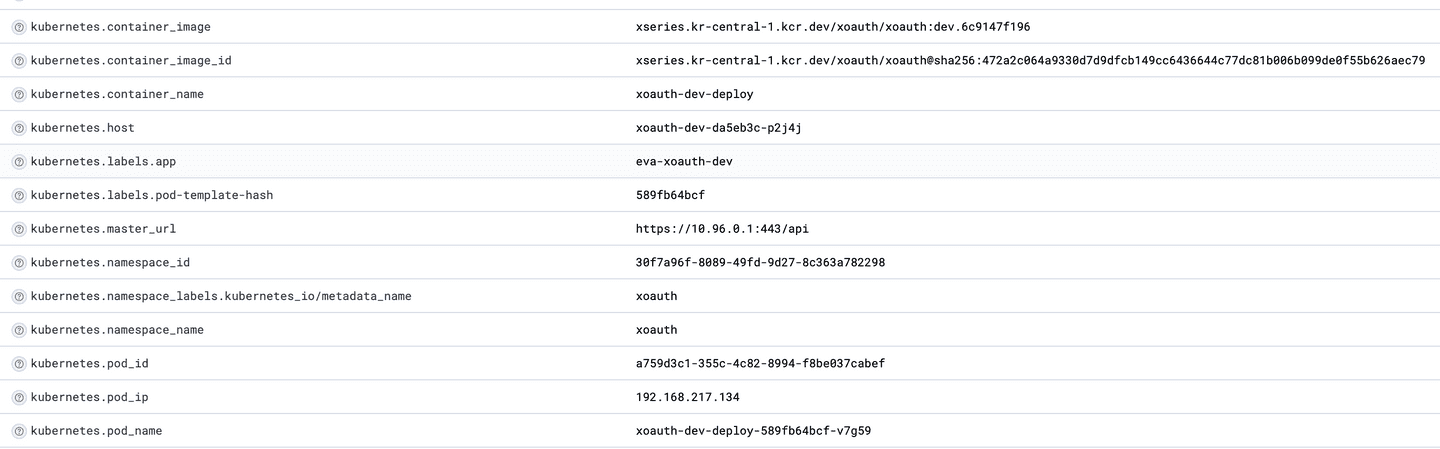 kubernetes.container_image xseries.kr-central-1.kcr.dev/xoauth/xoauth:dev.6c9147f196
kubernetes.container_image_id xseries.kr-central-1.kcr.dev/xoauth/xoauth@sha256:472a2c064a9330d7d9dfcb149cc6436644c77dc81b006b099de0f55b626aec79
kubernetes.container_name xoauth-dev-deploy
kubernetes.host xoauth-dev-da5eb3c-p2j4j
kubernetes.labels.app eva-xoauth-dev
kubernetes.labels.pod-template-hash 589fb64bcf
kubernetes.master_url https://10.96.0.1:443/api
kubernetes.namespace_id 30f7a96f-8089-49fd-9d27-8c363a782298
kubernetes.namespace_labels.kubernetes_io/metadata_name xoauth
kubernetes.namespace_name xoauth
kubernetes.pod_id a759d3c1-355c-4c82-8994-f8be037cabef
kubernetes.pod_ip 192.168.217.134
kubernetes.pod_name xoauth-dev-deploy-589fb64bcf-v7g59